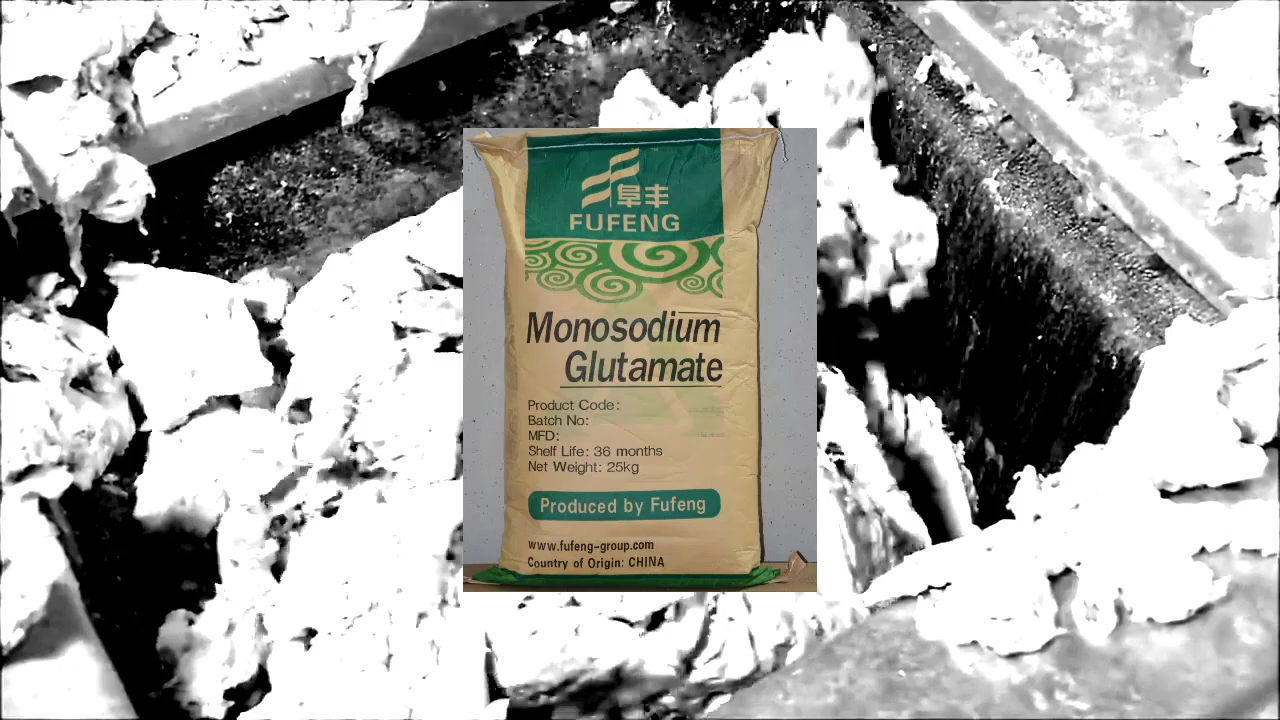 阜丰
FUFENG
Monosodium
Glutamate
Product Code:
Batch No:
MFD:
Shelf Life: 36 months
Net Weight: 25kg
Produced by Fufeng
www.fufeng-group.com
Country of Origin: CHINA